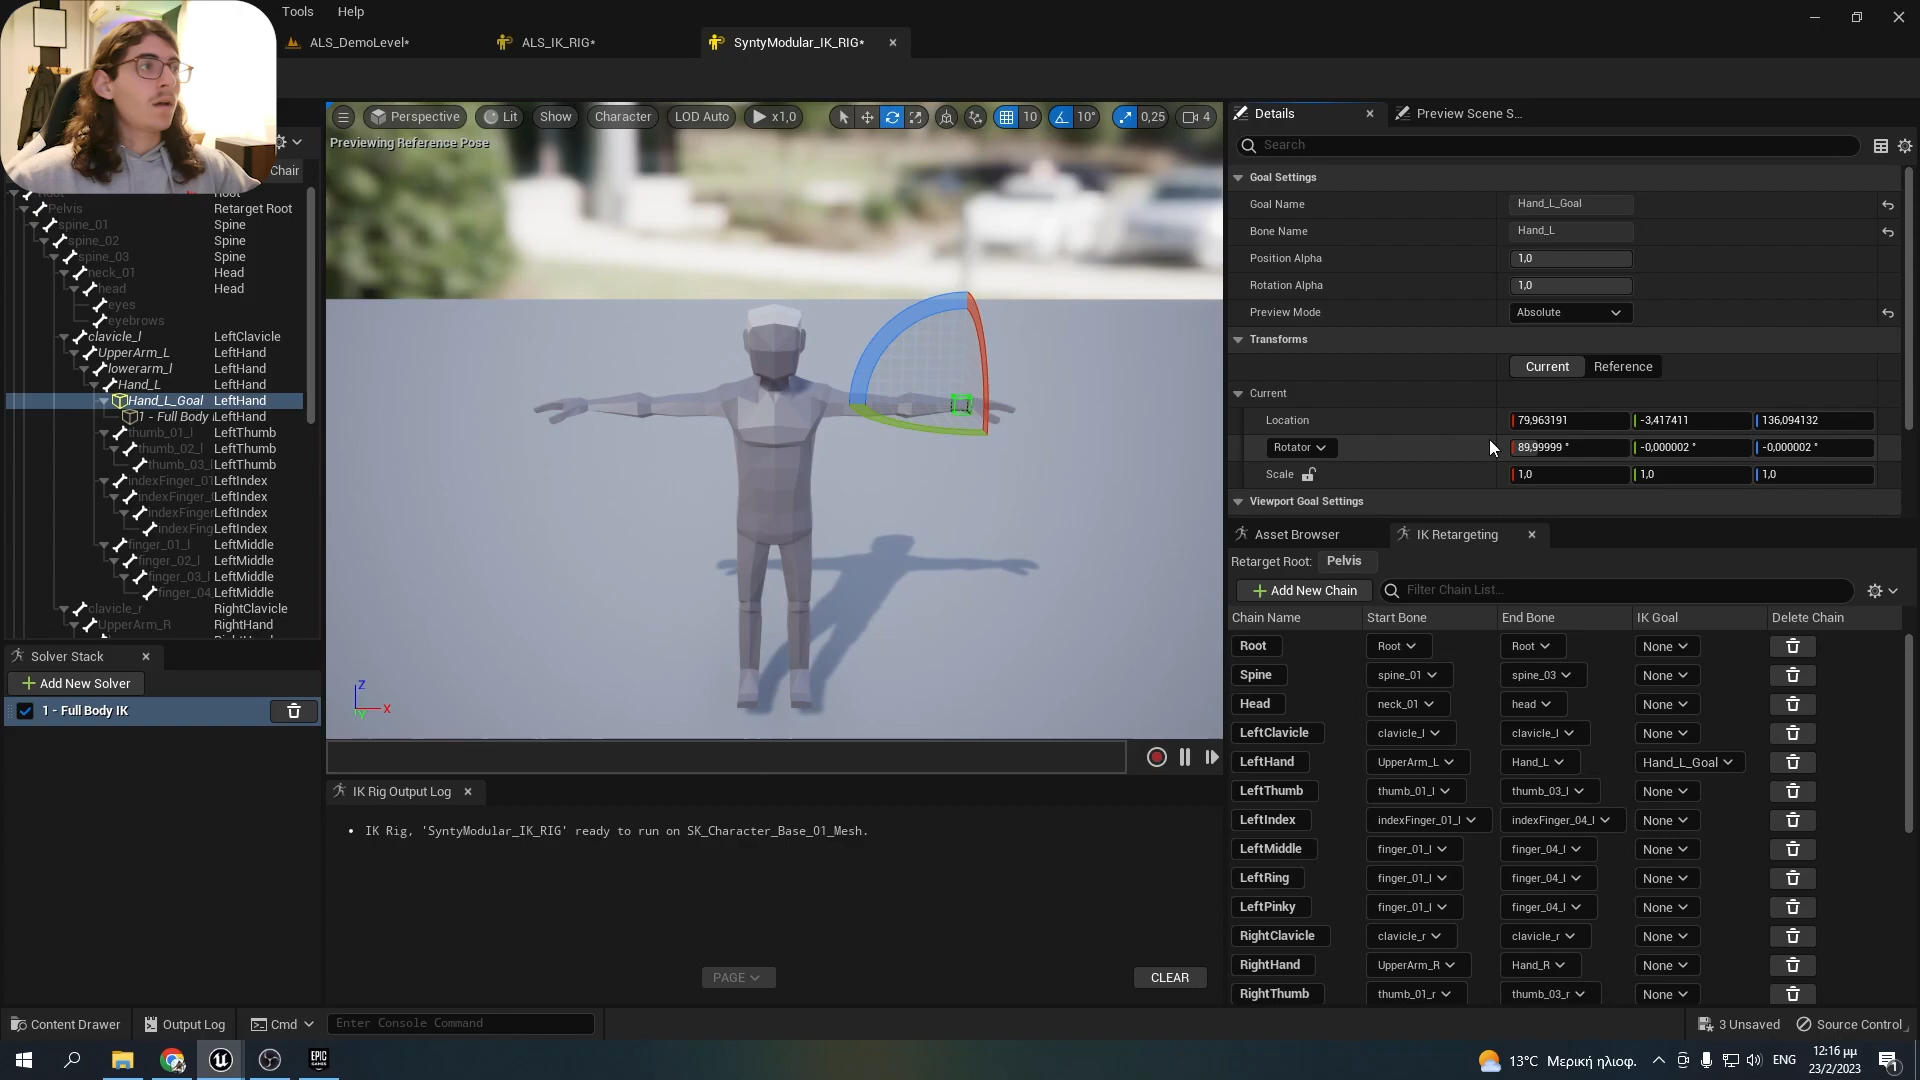 Tools Help
ALS_DemoLevel* ALS_IK_RIG* SyntyModular_IK_RIG*
Perspective Lit Show Character LOD Auto x1,0 10 10° 0,25 4
Previewing Reference Pose
Chain
Root
Pelvis Retarget Root
spine_01 Spine
spine_02 Spine
spine_03 Spine
neck_01 Head
head Head
eyes
eyebrows
clavicle_l LeftClavicle
UpperArm_L LeftHand
lowerarm_l LeftHand
Hand_L LeftHand
Hand_L_Goal LeftHand
1 - Full Body LeftHand
thumb_01_l LeftThumb
thumb_02_l LeftThumb
thumb_03_l LeftThumb
indexFinger_01 LeftIndex
indexFinger_0 LeftIndex
indexFinger LeftIndex
indexFing LeftIndex
finger_01_l LeftMiddle
finger_02_l LeftMiddle
finger_03_l LeftMiddle
finger_04 LeftMiddle
clavicle_r RightClavicle
UpperArm_R RightHand
Solver Stack
Add New Solver
1 - Full Body IK
Z
X
Y
IK Rig Output Log
• IK Rig, 'SyntyModular_IK_RIG' ready to run on SK_Character_Base_01_Mesh.
PAGE CLEAR
Details Preview Scene S...
Search
Goal Settings
Goal Name Hand_L_Goal
Bone Name Hand_L
Position Alpha 1,0
Rotation Alpha 1,0
Preview Mode Absolute
Transforms
Current Reference
Current
Location 79,963191 -3,417411 136,094132
Rotator 89,99999 ° -0,000002 ° -0,000002 °
Scale 1,0 1,0 1,0
Viewport Goal Settings
Asset Browser IK Retargeting
Retarget Root: Pelvis
Add New Chain Filter Chain List...
Chain Name Start Bone End Bone IK Goal Delete Chain
Root Root Root None
Spine spine_01 spine_03 None
Head neck_01 head None
LeftClavicle clavicle_l clavicle_l None
LeftHand UpperArm_L Hand_L Hand_L_Goal
LeftThumb thumb_01_l thumb_03_l None
LeftIndex indexFinger_01_l indexFinger_04_l None
LeftMiddle finger_01_l finger_04_l None
LeftRing finger_01_l finger_04_l None
LeftPinky finger_01_l finger_04_l None
RightClavicle clavicle_r clavicle_r None
RightHand UpperArm_R Hand_R None
RightThumb thumb_01_r thumb_03_r None
Content Drawer Output Log Cmd Enter Console Command 3 Unsaved Source Control
EPIC GAMES
13°C Μερική ηλιοφ. ENG 12:16 μμ
23/2/2023
1